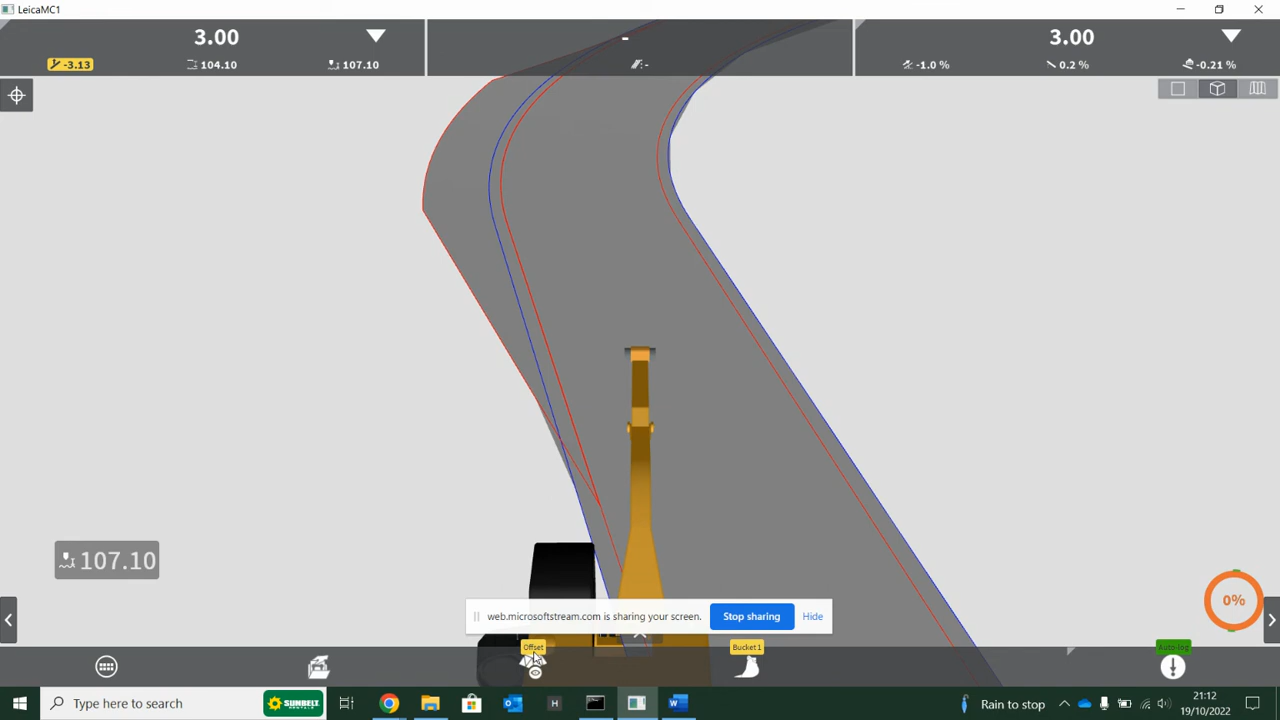 LeicaMC1
3.00
-3.13
104.10
107.10
-
-
3.00
-1.0 %
0.2 %
-0.21 %
107.10
0%
web.microsoftstream.com is sharing your screen.
Stop sharing
Hide
Offset
Bucket 1
Auto-log
Type here to search
SUNBELT
RENTALS
H
W
Rain to stop
21:12
19/10/2022